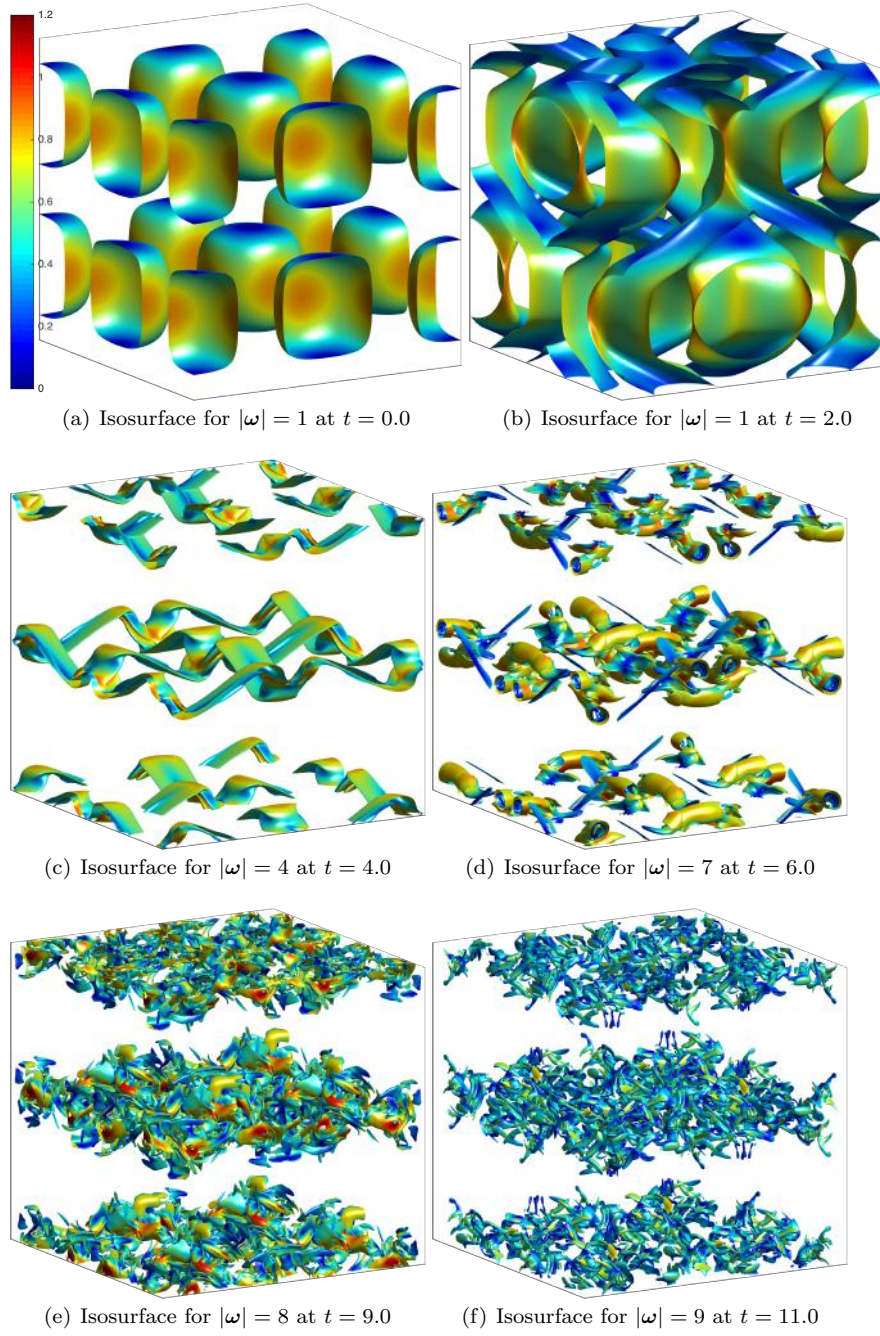 1.2
1
0.8
0.6
0.4
0.2
0
(a) Isosurface for |ω| = 1 at t = 0.0
(b) Isosurface for |ω| = 1 at t = 2.0
(c) Isosurface for |ω| = 4 at t = 4.0
(d) Isosurface for |ω| = 7 at t = 6.0
(e) Isosurface for |ω| = 8 at t = 9.0
(f) Isosurface for |ω| = 9 at t = 11.0